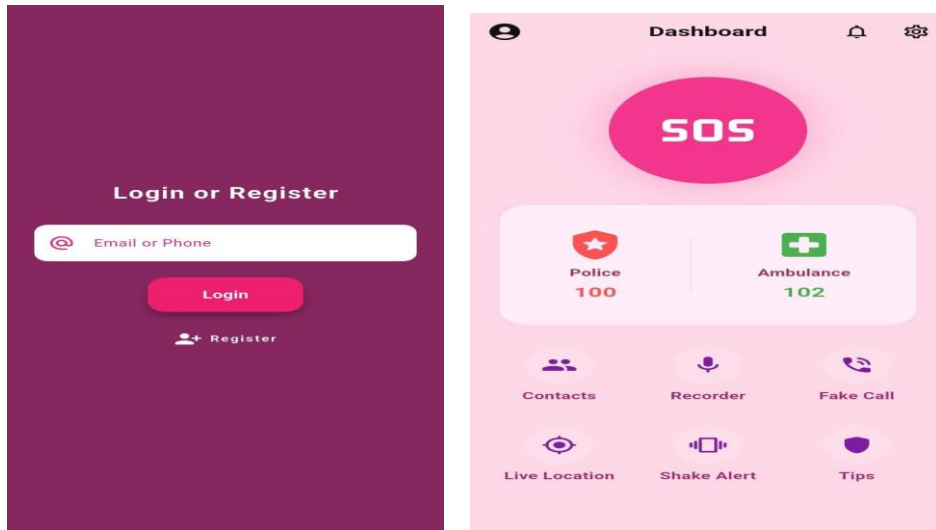 Login or Register
Email or Phone
Login
Register
Dashboard
SOS
Police
100
Ambulance
102
Contacts
Recorder
Fake Call
Live Location
Shake Alert
Tips